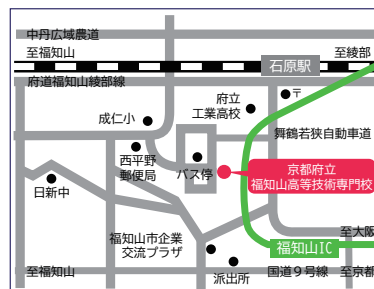 中丹広域農道
至福知山
石原駅
至綾部
府道福知山綾部線
〒
府立
工業高校
成仁小
舞鶴若狭自動車道
西平野
郵便局
バス停
京都府立
福知山高等技術専門校
日新中
至大阪
福知山市企業
交流プラザ
福知山IC
至福知山
派出所
国道9号線
至京都